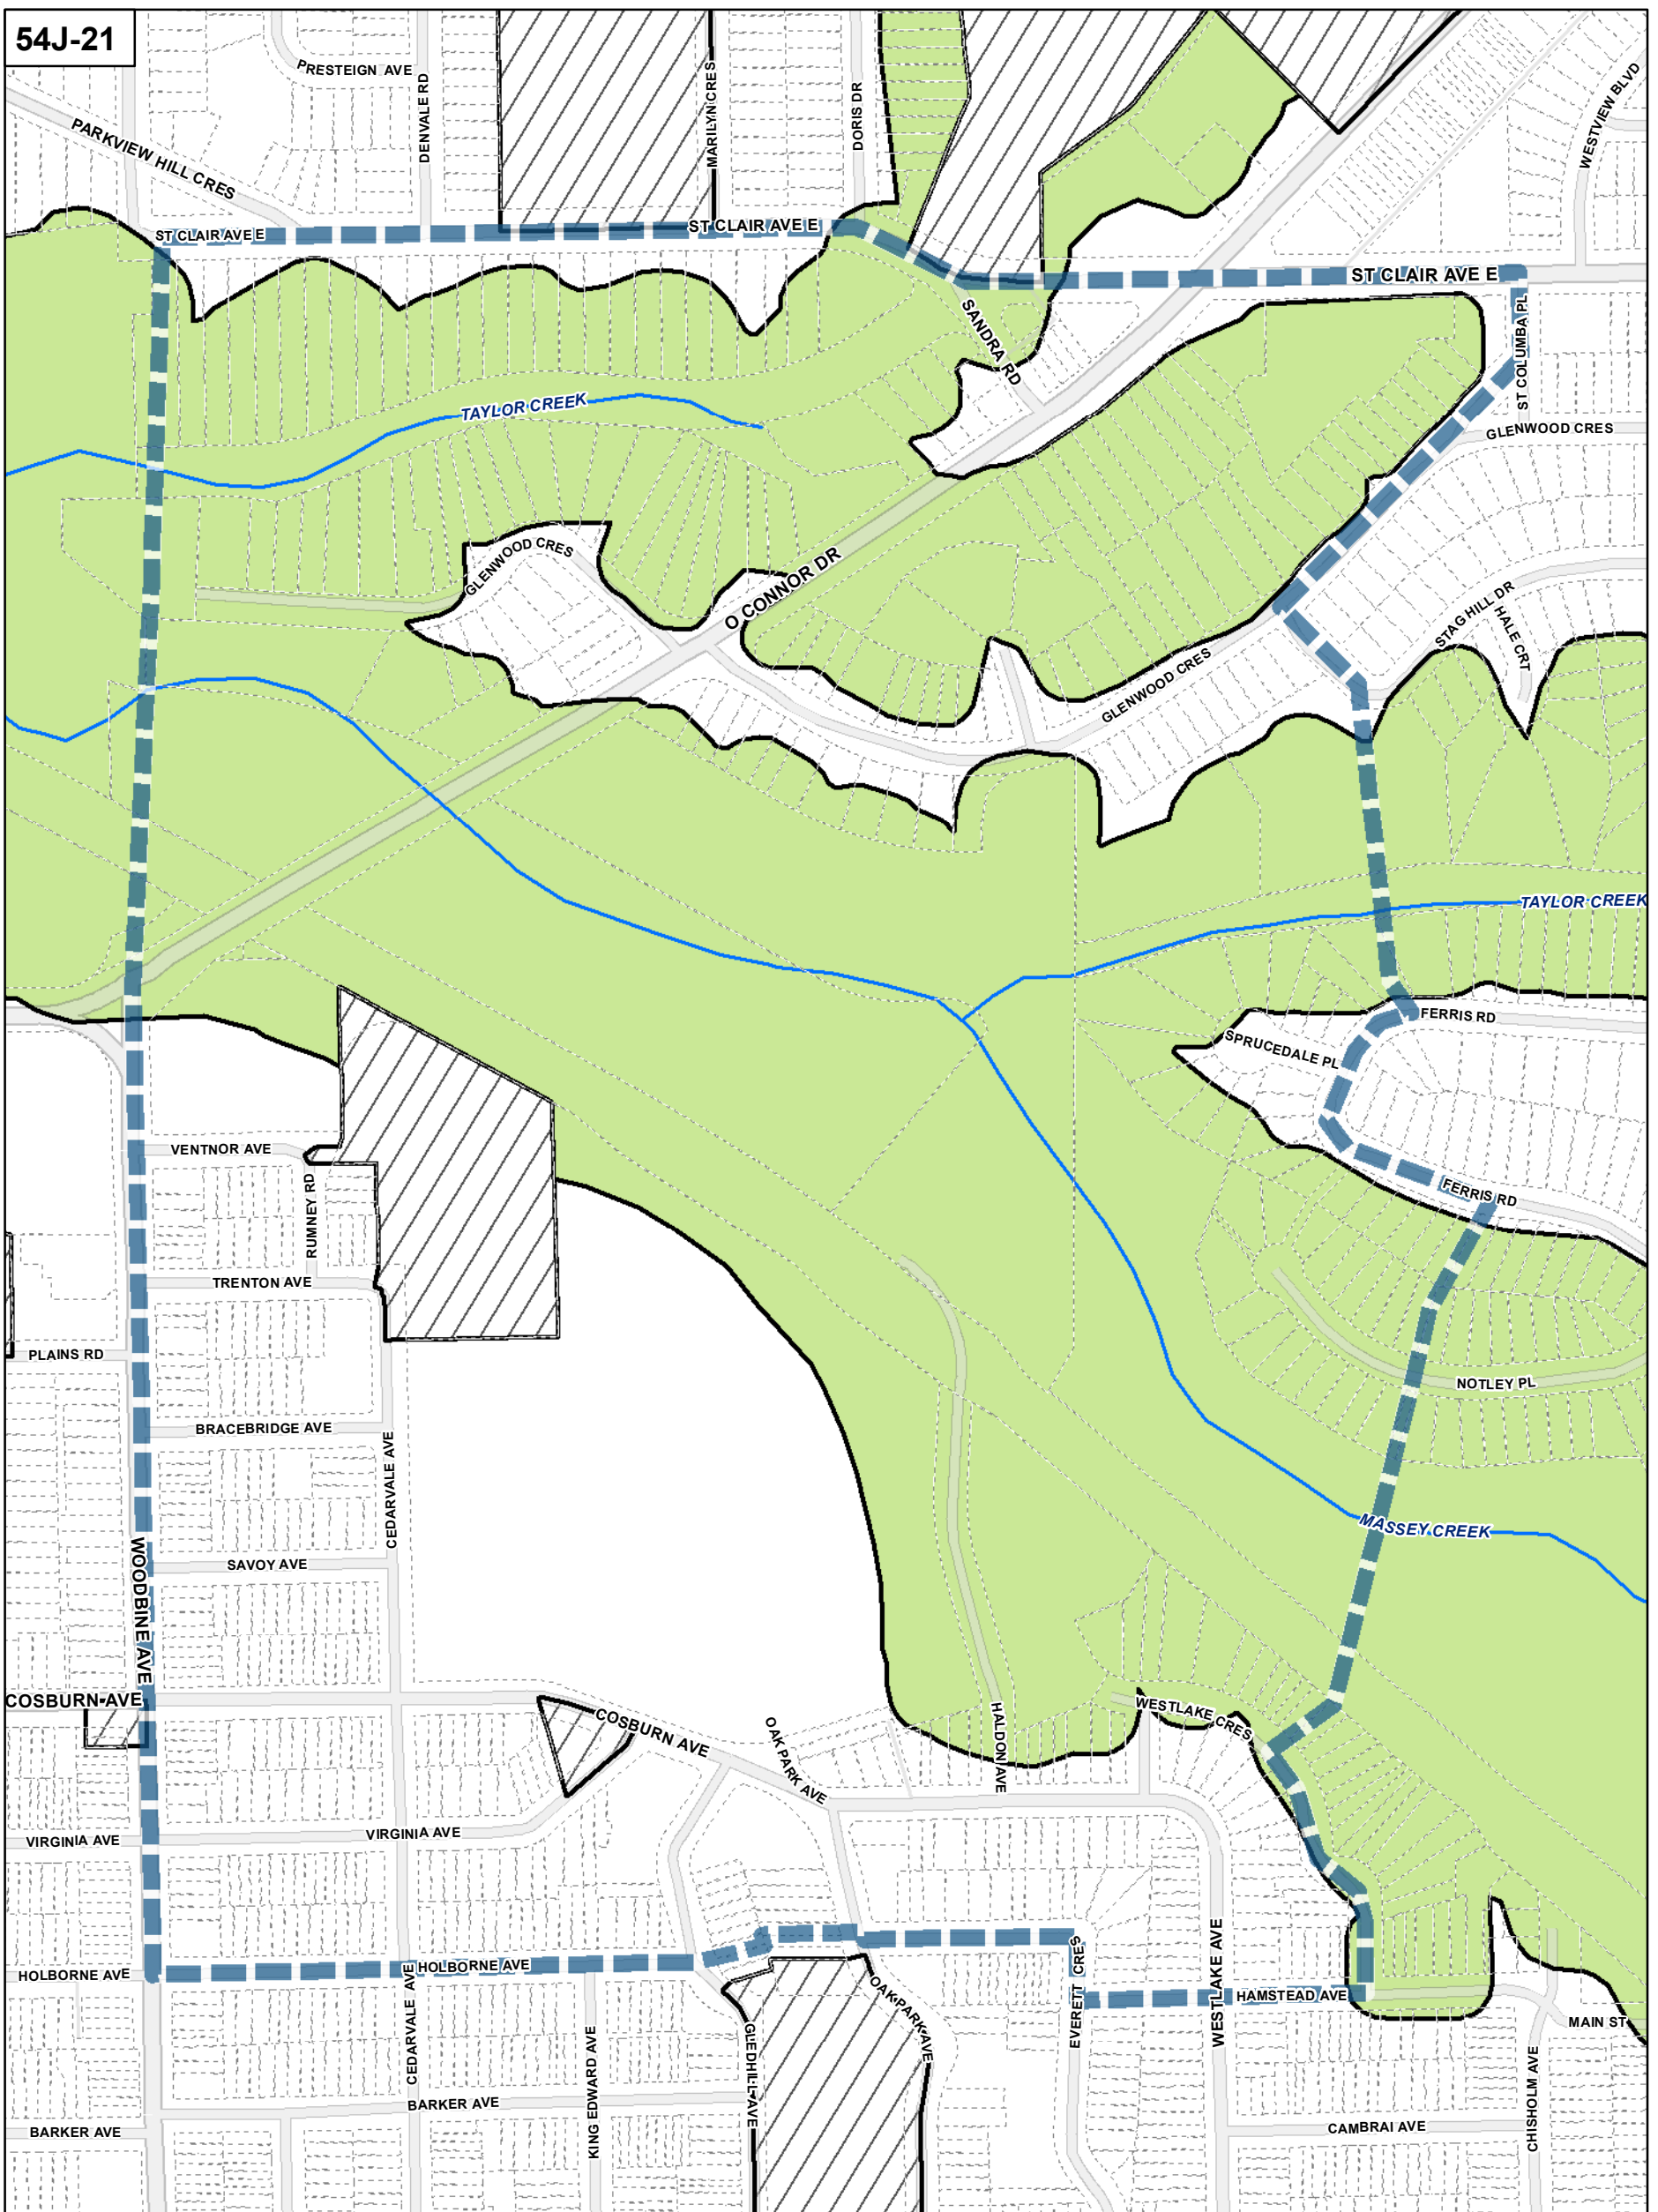 54J-21
PRESTEIGN AVE
DENVALE RD
MARILYN CRES
DORIS DR
WESTVIEW BLVD
PARKVIEW HILL CRES
ST CLAIR AVE E
ST CLAIR AVE E
ST CLAIR AVE E
SANDRA RD
ST COLUMBA PL
TAYLOR CREEK
GLENWOOD CRES
GLENWOOD CRES
O CONNOR DR
STAG HILL DR
HALE CRT
GLENWOOD CRES
TAYLOR CREEK
FERRIS RD
SPRUCEDALE PL
VENTNOR AVE
RUMNEY RD
FERRIS RD
TRENTON AVE
PLAINS RD
NOTLEY PL
BRACEBRIDGE AVE
CEDARVALE AVE
MASSEY CREEK
SAVOY AVE
WOODBINE AVE
COSBURN AVE
COSBURN AVE
OAK PARK AVE
HALDON AVE
WESTLAKE CRES
VIRGINIA AVE
VIRGINIA AVE
HOLBORNE AVE
HOLBORNE AVE
CEDARVALE AVE
OAK PARK AVE
EVERETT CRES
WESTLAKE AVE
HAMSTEAD AVE
MAIN ST
KING EDWARD AVE
GLEDHILL AVE
CHISHOLM AVE
BARKER AVE
BARKER AVE
CAMBRAI AVE